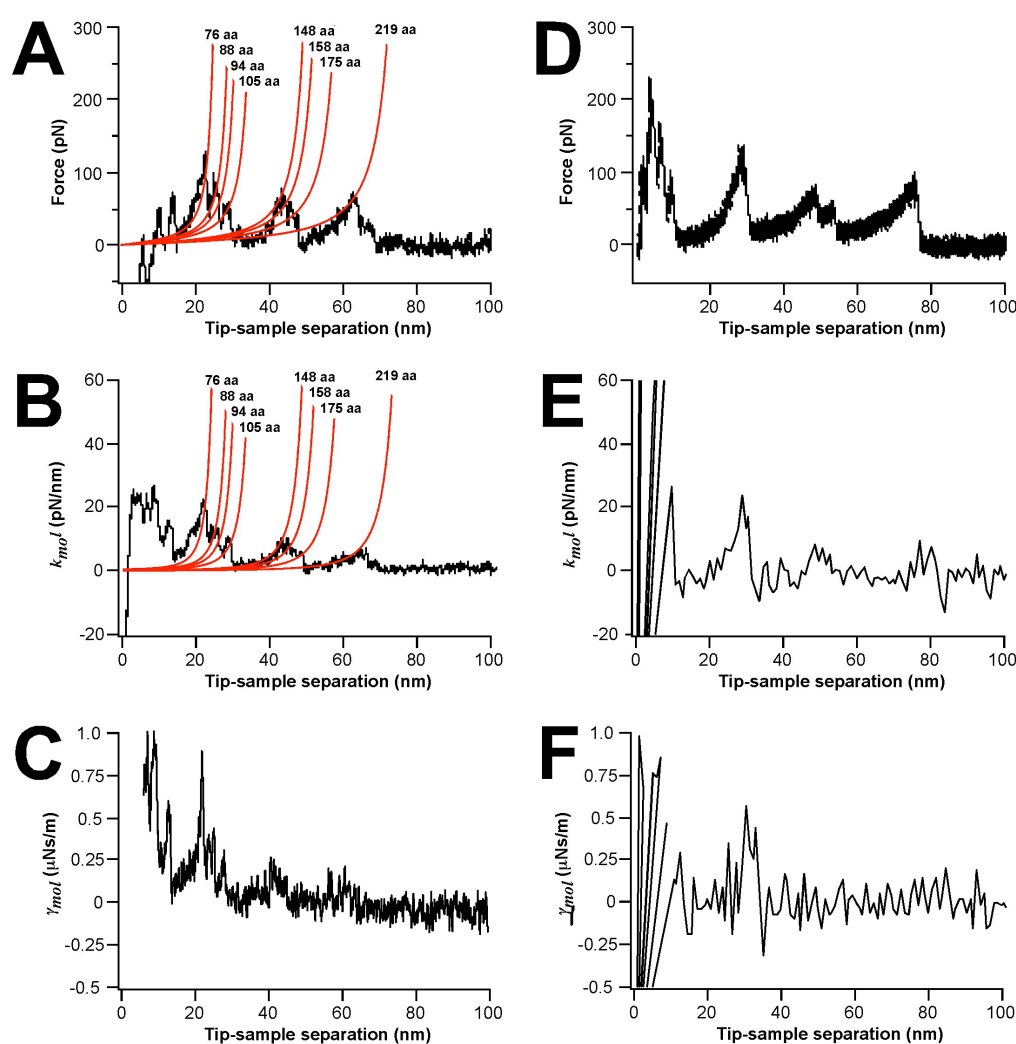 A
300
200
100
0
Force (pN)
76 aa
88 aa
94 aa
105 aa
148 aa
158 aa
175 aa
219 aa
0 20 40 60 80 100
Tip-sample separation (nm)
D
300
200
100
0
Force (pN)
20 40 60 80 100
Tip-sample separation (nm)
B
60
40
20
0
-20
kmol (pN/nm)
76 aa
88 aa
94 aa
105 aa
148 aa
158 aa
175 aa
219 aa
0 20 40 60 80 100
Tip-sample separation (nm)
E
60
40
20
0
-20
kmol (pN/nm)
0 20 40 60 80 100
Tip-sample separation (nm)
C
1.0
0.75
0.5
0.25
0
-0.25
-0.5
γmol (μNs/m)
0 20 40 60 80 100
Tip-sample separation (nm)
F
1.0
0.75
0.5
0.25
0
-0.25
-0.5
γmol (μNs/m)
0 20 40 60 80 100
Tip-sample separation (nm)